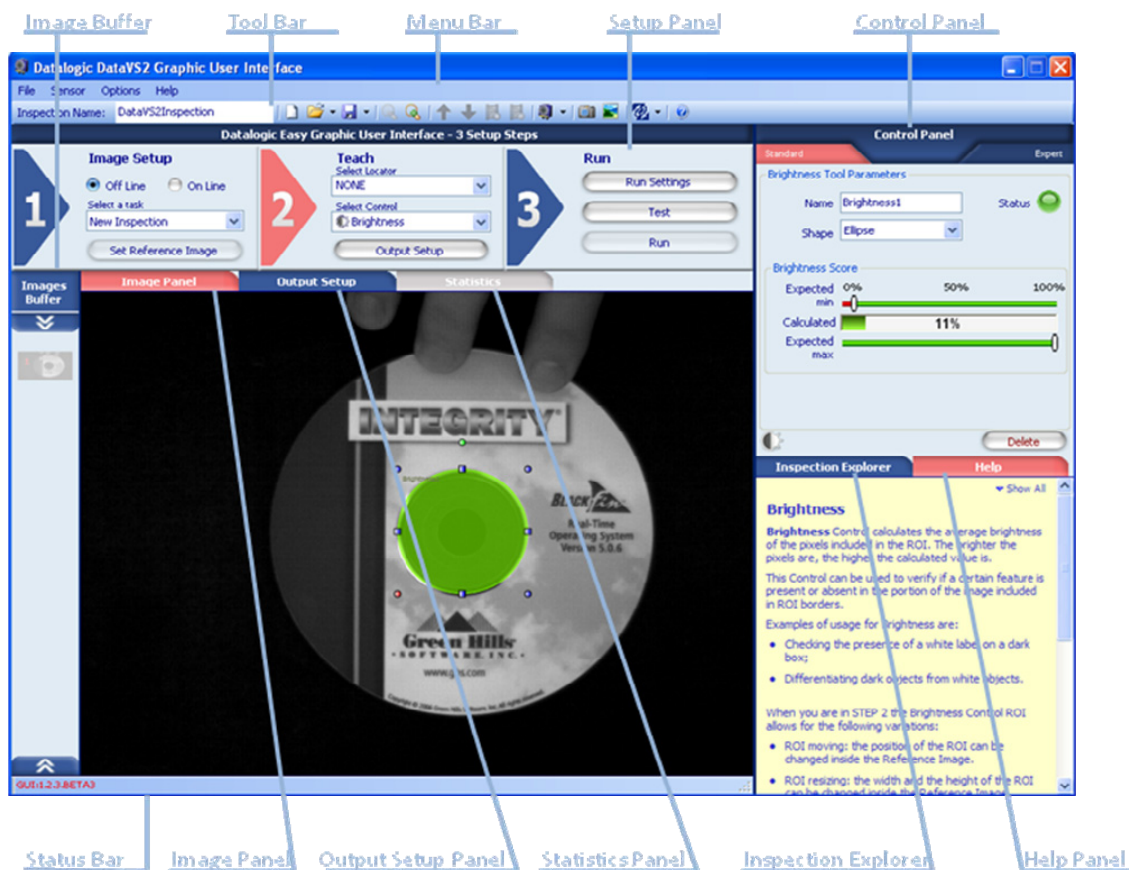 Image Buffer Tool Bar Menu Bar Setup Panel Control Panel
Datalogic DataVS2 Graphic User Interface
File Sensor Options Help
Inspection Name: DataVS2Inspection
Datalogic Easy Graphic User Interface - 3 Setup Steps
1
Image Setup
Off Line On Line
Select a task
New Inspection
Set Reference Image
2
Teach
Select Locator
NONE
Select Control
Brightness
Output Setup
3
Run
Run Settings
Test
Run
Control Panel
Standard Expert
Brightness Tool Parameters
Name Brightness1 Status
Shape Ellipse
Brightness Score
Expected min 0% 50% 100%
Calculated 11%
Expected max
Delete
Images Buffer
Image Panel Output Setup Statistics
INTEGRITY
Real-Time
Operating System
Version 5.0.6
Green Hills
SOFTWARE, INC.
www.ghs.com
Inspection Explorer Help
Show All
Brightness
Brightness Control calculates the average brightness
of the pixels included in the ROI. The brighter the
pixels are, the higher the calculated value is.
This Control can be used to verify if a certain feature is
present or absent in the portion of the image included
in ROI borders.
Examples of usage for Brightness are:
• Checking the presence of a white label on a dark
box;
• Differentiating dark objects from white objects.
When you are in STEP 2 the Brightness Control ROI
allows for the following variations:
• ROI moving: the position of the ROI can be
changed inside the Reference Image.
• ROI resizing: the width and the height of the ROI
can be changed inside the Reference Image
GUI:1.2.3.BETA3
Status Bar Image Panel Output Setup Panel Statistics Panel Inspection Explorer Help Panel